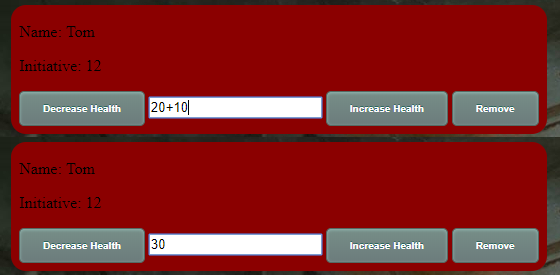 Name: Tom
Initiative: 12
Decrease Health 20+10 Increase Health Remove
Name: Tom
Initiative: 12
Decrease Health 30 Increase Health Remove